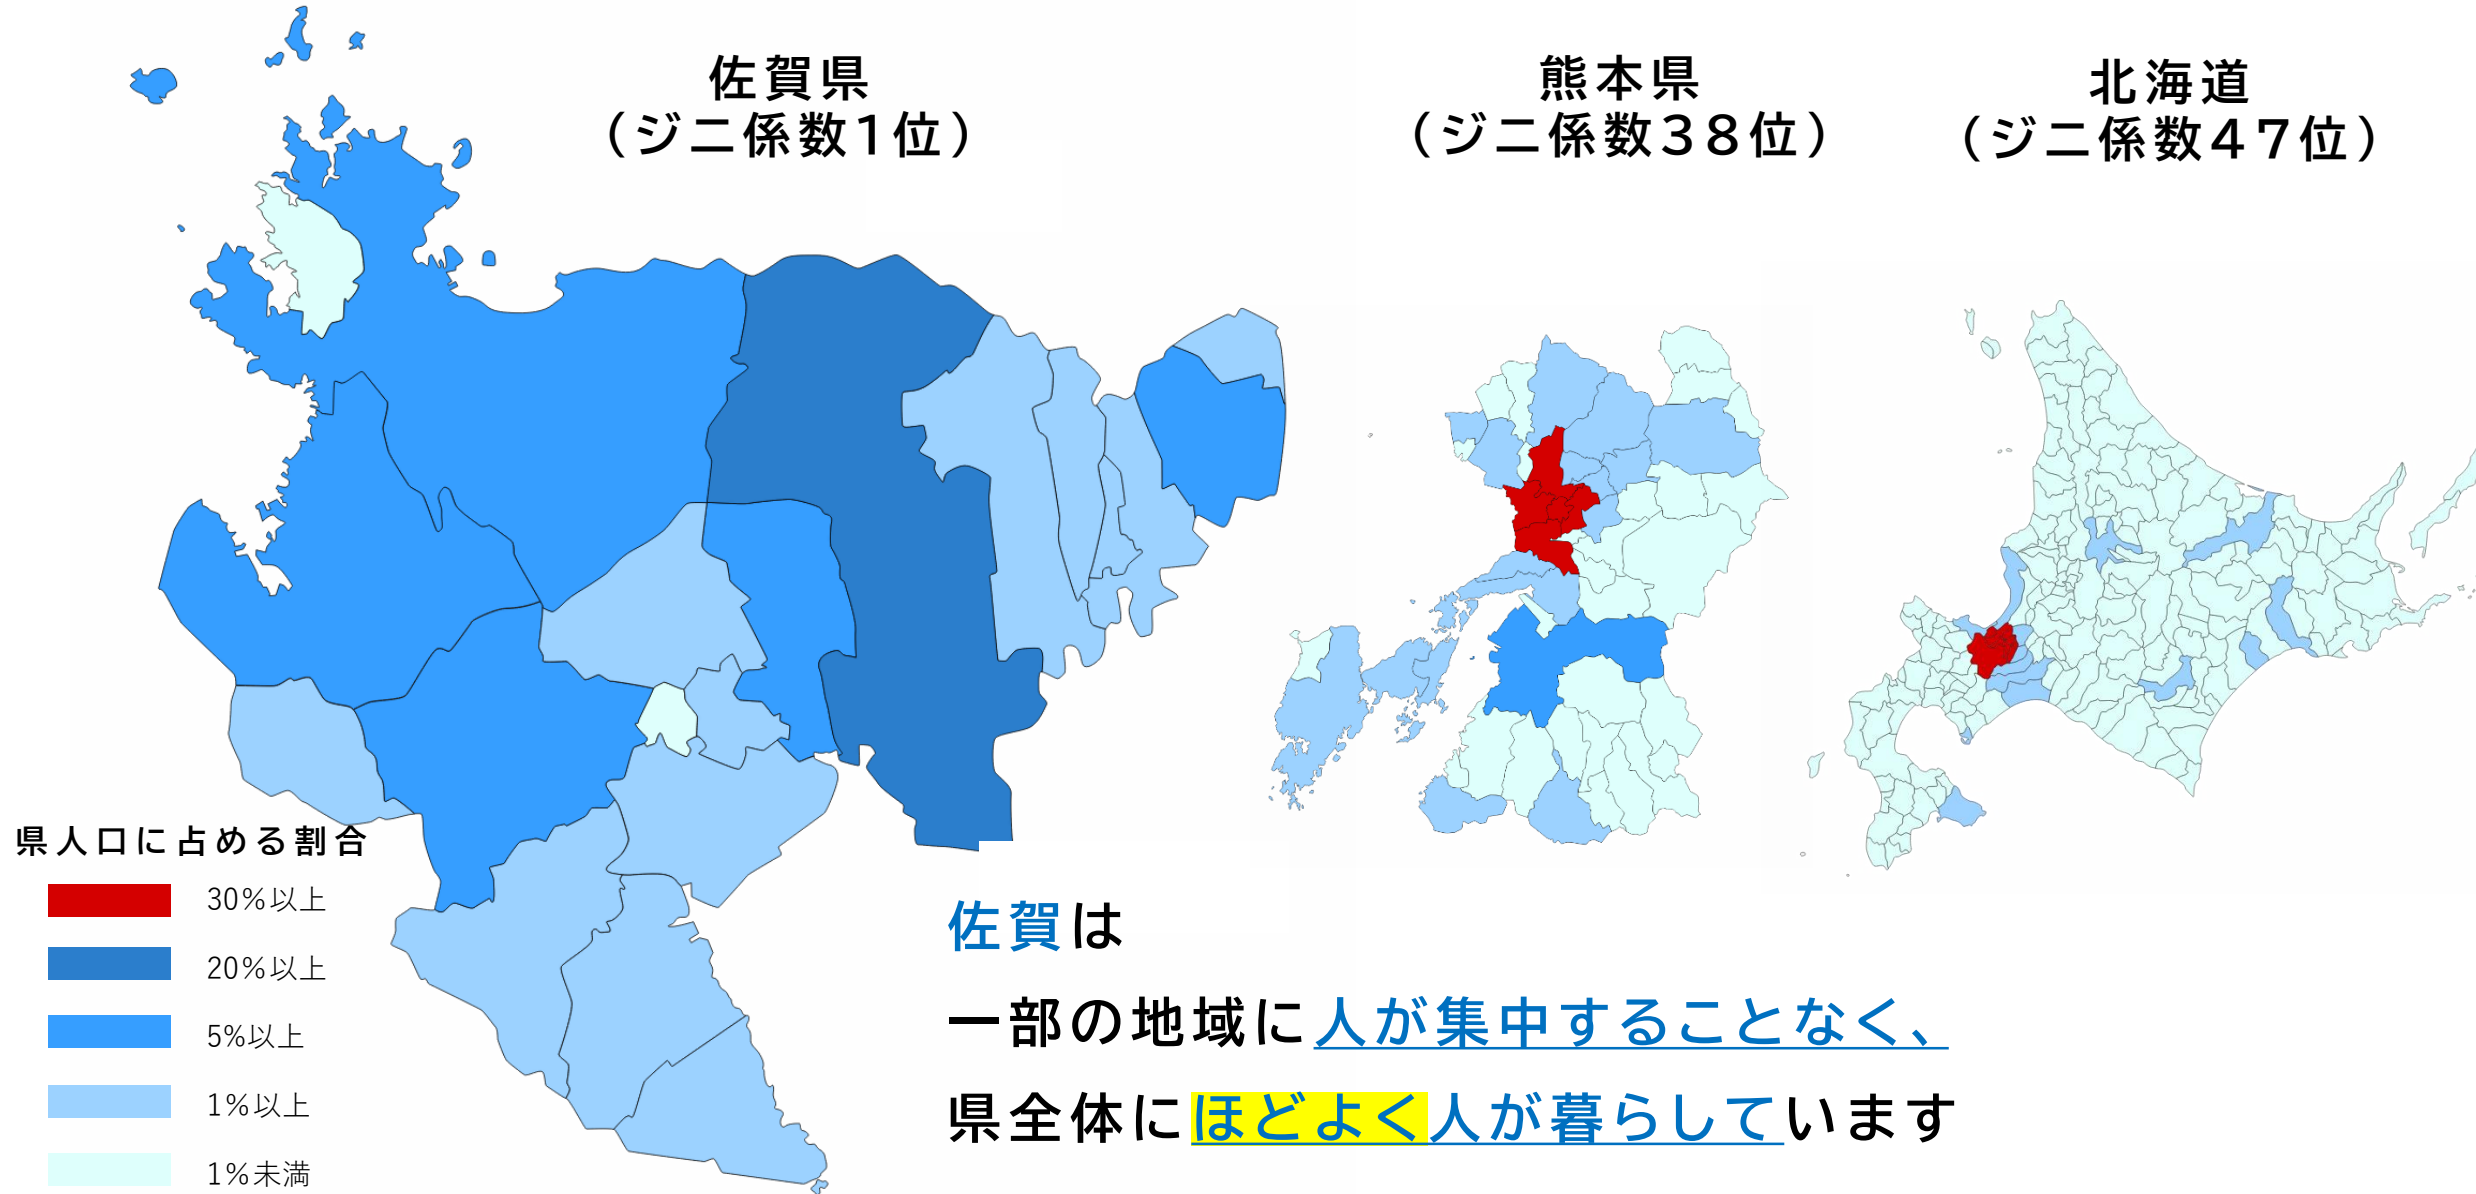 佐賀県
（ジニ係数1位）
熊本県
（ジニ係数38位）
北海道
（ジニ係数47位）
県人口に占める割合
30%以上
20%以上
5%以上
1%以上
1%未満
佐賀は
一部の地域に人が集中することなく、
県全体にほどよく人が暮らしています